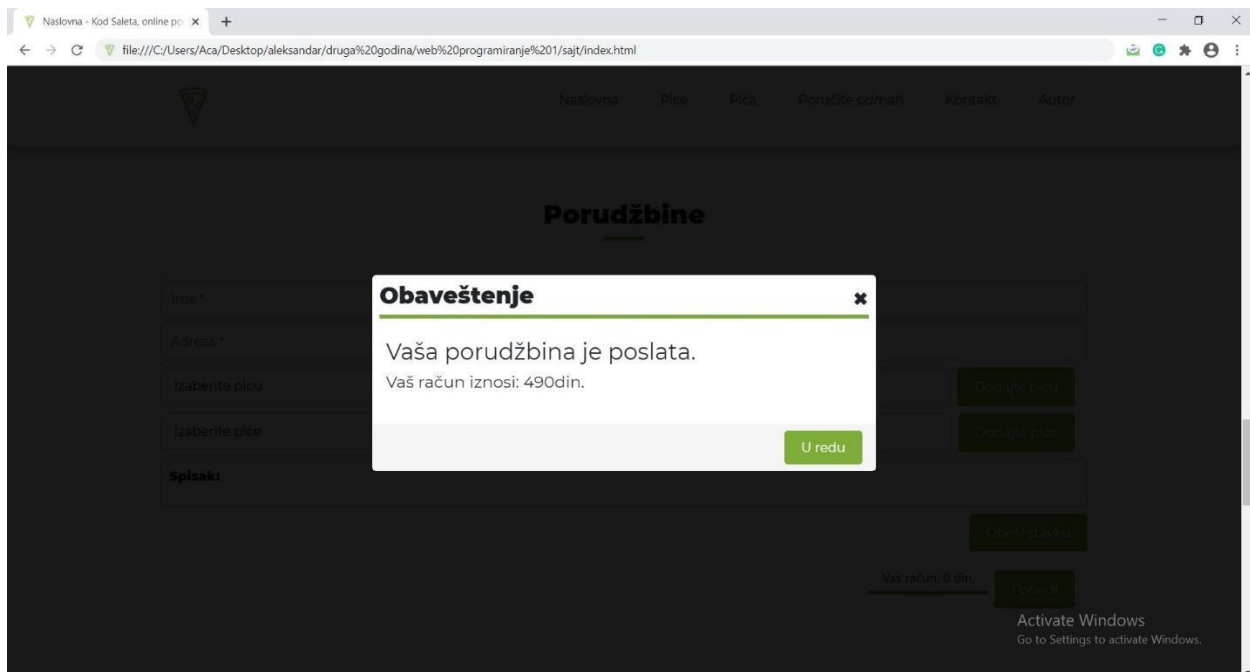 Naslovna - Kod Saleta, online po
file:///C:/Users/Aca/Desktop/aleksandar/druga%20godina/web%20programiranje%201/sajt/index.html
Naslovna Pice Pića Poručite odmah Kontakt Autor
Porudžbine
Ime *
Adresa *
Izaberite picu Dodajte picu
Izaberite piće Dodajte piće
Spisak:
Obriši stavku
Vaš račun: 0 din. Potvrdi
Obaveštenje
Vaša porudžbina je poslata.
Vaš račun iznosi: 490din.
U redu
Activate Windows
Go to Settings to activate Windows.